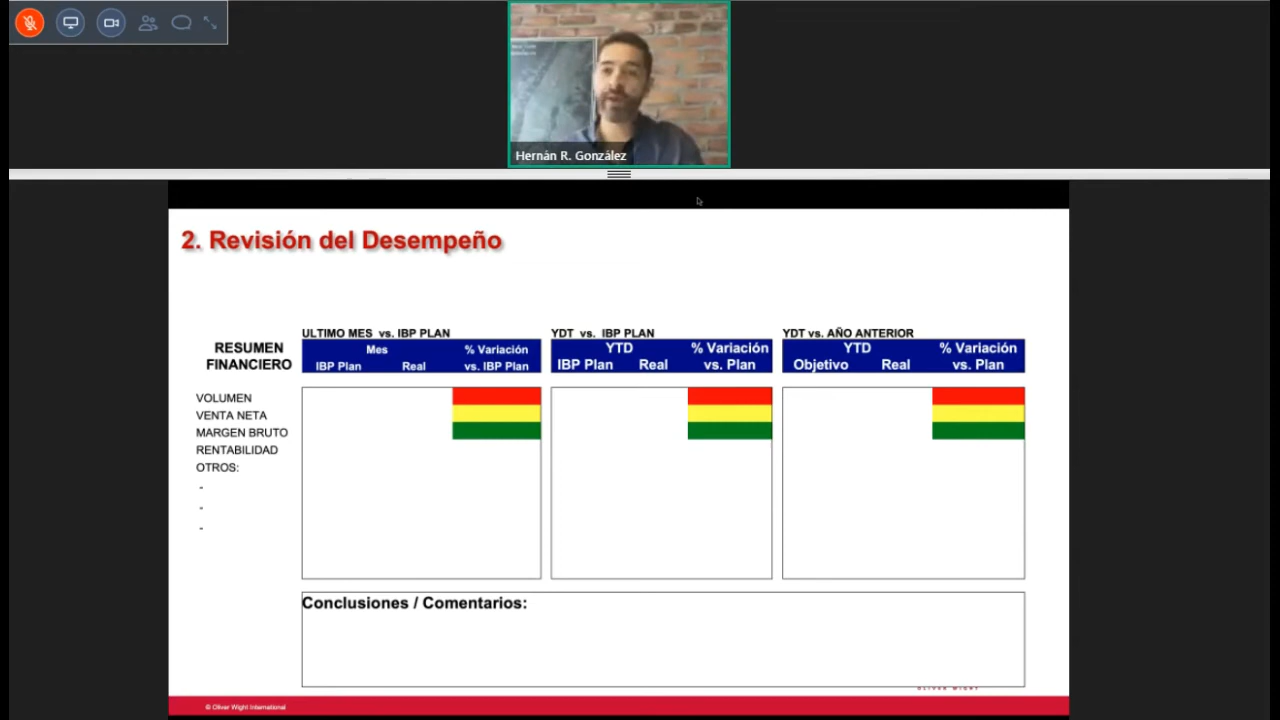 Hernán R. González
2. Revisión del Desempeño
RESUMEN
FINANCIERO
ULTIMO MES vs. IBP PLAN
Mes
% Variación
IBP Plan Real vs. IBP Plan
YDT vs. IBP PLAN
YTD
% Variación
IBP Plan Real vs. Plan
YDT vs. AÑO ANTERIOR
YTD
% Variación
Objetivo Real vs. Plan
VOLUMEN
VENTA NETA
MARGEN BRUTO
RENTABILIDAD
OTROS:
-
-
-
Conclusiones / Comentarios:
OLIVER WIGHT
© Oliver Wight International